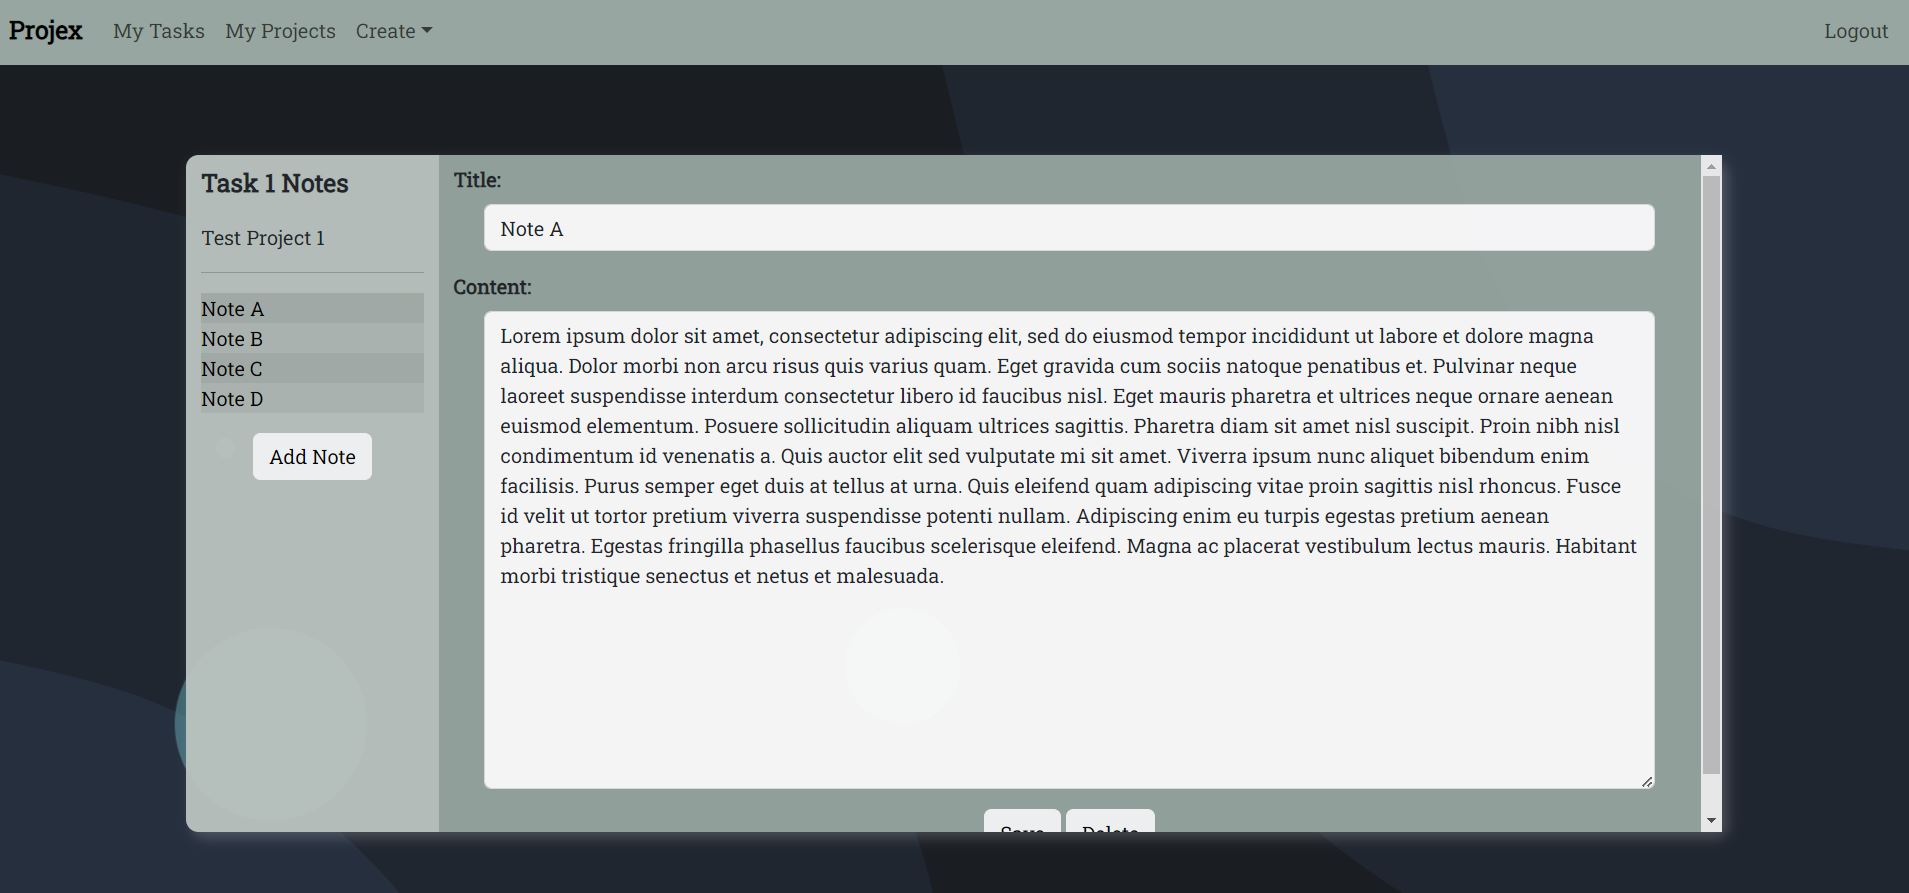 Projex
My Tasks
My Projects
Create
Logout
Task 1 Notes
Test Project 1
Note A
Note B
Note C
Note D
Add Note
Title:
Note A
Content:
Lorem ipsum dolor sit amet, consectetur adipiscing elit, sed do eiusmod tempor incididunt ut labore et dolore magna
aliqua. Dolor morbi non arcu risus quis varius quam. Eget gravida cum sociis natoque penatibus et. Pulvinar neque
laoreet suspendisse interdum consectetur libero id faucibus nisl. Eget mauris pharetra et ultrices neque ornare aenean
euismod elementum. Posuere sollicitudin aliquam ultrices sagittis. Pharetra diam sit amet nisl suscipit. Proin nibh nisl
condimentum id venenatis a. Quis auctor elit sed vulputate mi sit amet. Viverra ipsum nunc aliquet bibendum enim
facilisis. Purus semper eget duis at tellus at urna. Quis eleifend quam adipiscing vitae proin sagittis nisl rhoncus. Fusce
id velit ut tortor pretium viverra suspendisse potenti nullam. Adipiscing enim eu turpis egestas pretium aenean
pharetra. Egestas fringilla phasellus faucibus scelerisque eleifend. Magna ac placerat vestibulum lectus mauris. Habitant
morbi tristique senectus et netus et malesuada.
Save
Delete